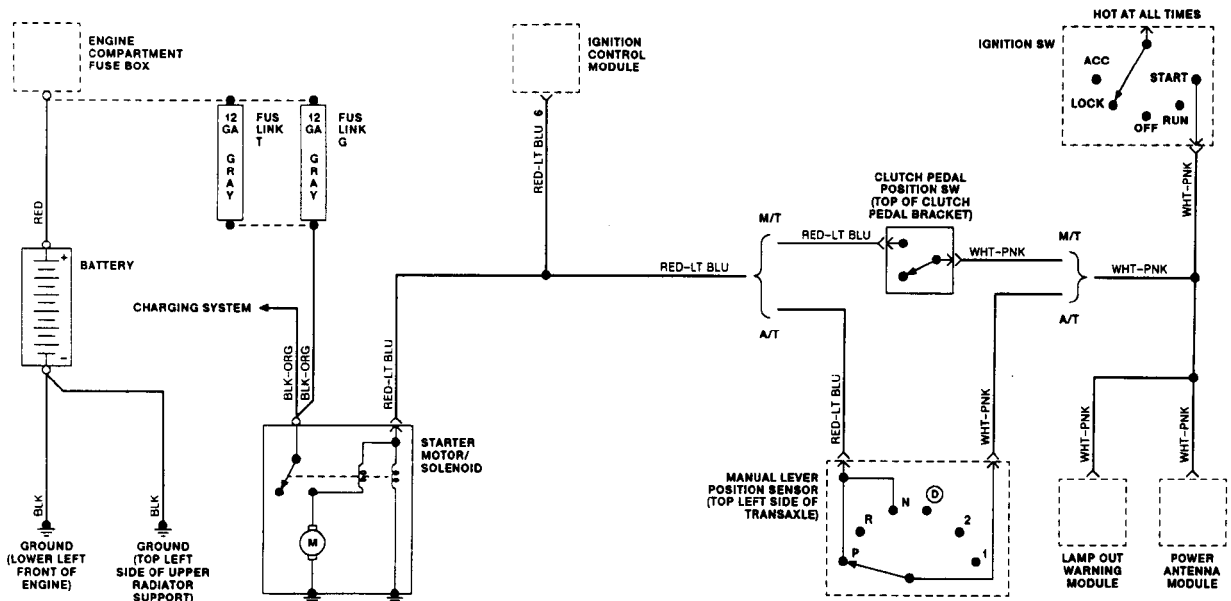 HOT AT ALL TIMES
ENGINE
COMPARTMENT
FUSE BOX
IGNITION
CONTROL
MODULE
IGNITION SW
ACC
START
LOCK
OFF
RUN
12
GA
GRAY
FUS
LINK
T
12
GA
GRAY
FUS
LINK
G
RED-LT BLU 6
WHT-PNK
RED
CLUTCH PEDAL
POSITION SW
(TOP OF CLUTCH
PEDAL BRACKET)
M/T
RED-LT BLU
WHT-PNK
M/T
+
BATTERY
-
RED-LT BLU
WHT-PNK
CHARGING SYSTEM
A/T
A/T
BLK-ORG
BLK-ORG
RED-LT BLU
RED-LT BLU
WHT-PNK
WHT-PNK
WHT-PNK
STARTER
MOTOR/
SOLENOID
M
MANUAL LEVER
POSITION SENSOR
(TOP LEFT SIDE OF
TRANSAXLE)
P
R
N
D
2
1
BLK
BLK
GROUND
(LOWER LEFT
FRONT OF
ENGINE)
GROUND
(TOP LEFT
SIDE OF UPPER
RADIATOR
SUPPORT)
LAMP OUT
WARNING
MODULE
POWER
ANTENNA
MODULE